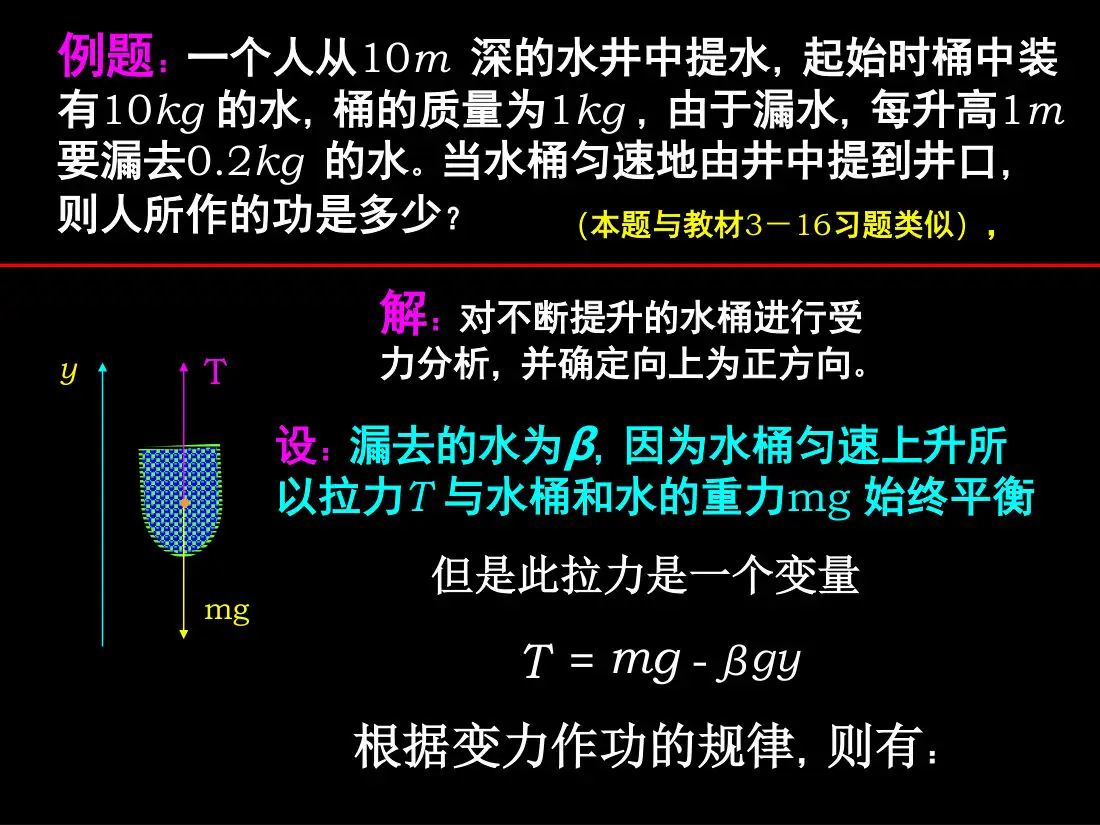 例题：一个人从10m 深的水井中提水，起始时桶中装
有10kg 的水，桶的质量为1kg ，由于漏水，每升高1m
要漏去0.2kg 的水。当水桶匀速地由井中提到井口，
则人所作的功是多少？
（本题与教材3－16习题类似），
解：对不断提升的水桶进行受
力分析，并确定向上为正方向。
y
T
设：漏去的水为β，因为水桶匀速上升所
以拉力T 与水桶和水的重力mg 始终平衡
但是此拉力是一个变量
mg
T = mg - βgy
根据变力作功的规律，则有：